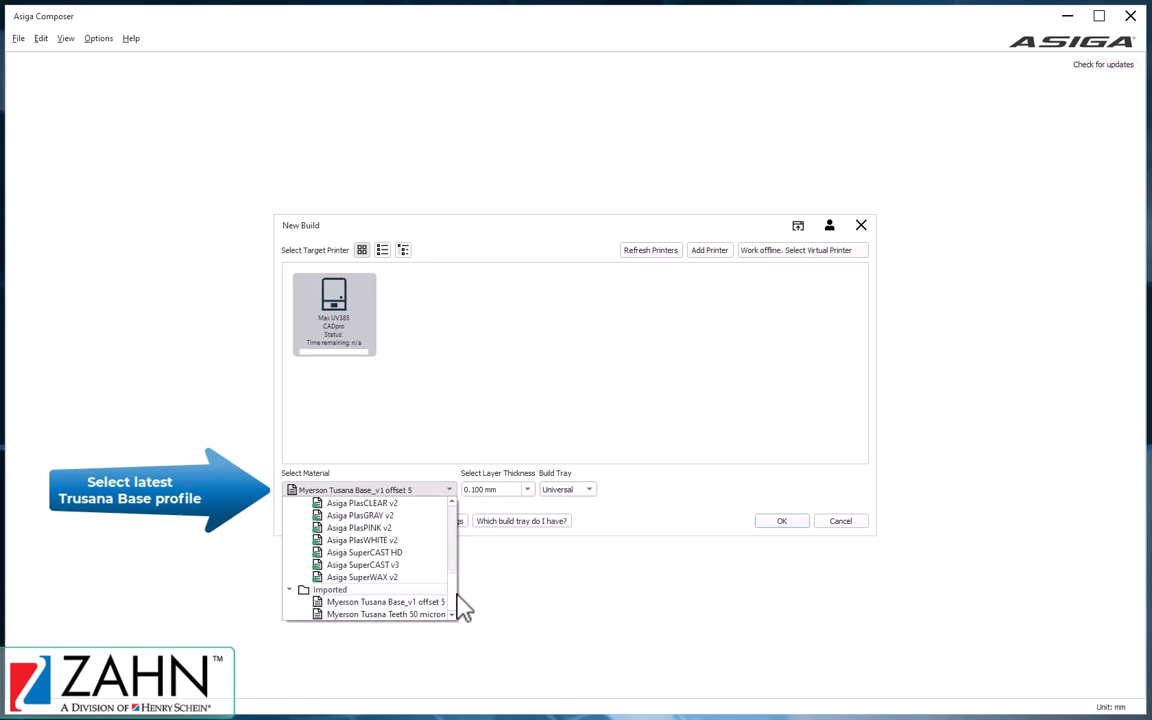 Asiga Composer
File Edit View Options Help
ASIGA
Check for updates
New Build
Select Target Printer
Refresh Printers
Add Printer
Work offline. Select Virtual Printer
Max UV385
CADpro
Status:
Time remaining: n/a
Select latest
Trusana Base profile
Select Material
Select Layer Thickness
Build Tray
Myerson Tusana Base_v1 offset 5
0.100 mm
Universal
Asiga PlasCLEAR v2
Asiga PlasGRAY v2
Asiga PlasPINK v2
Asiga PlasWHITE v2
Asiga SuperCAST HD
Asiga SuperCAST v3
Asiga SuperWAX v2
Imported
Myerson Tusana Base_v1 offset 5
Myerson Tusana Teeth 50 micron
Which build tray do I have?
OK
Cancel
ZAHN™
A DIVISION OF HENRY SCHEIN®
Unit: mm